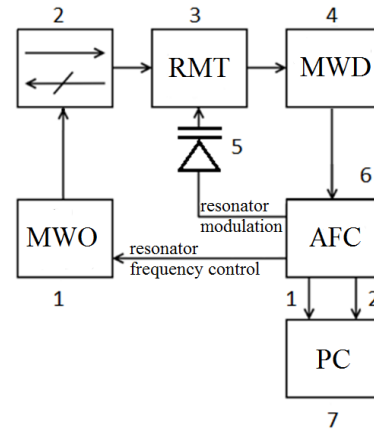 2
3
4
RMT
MWD
5
6
resonator
modulation
MWO
AFC
resonator
frequency control
1
1
2
PC
7